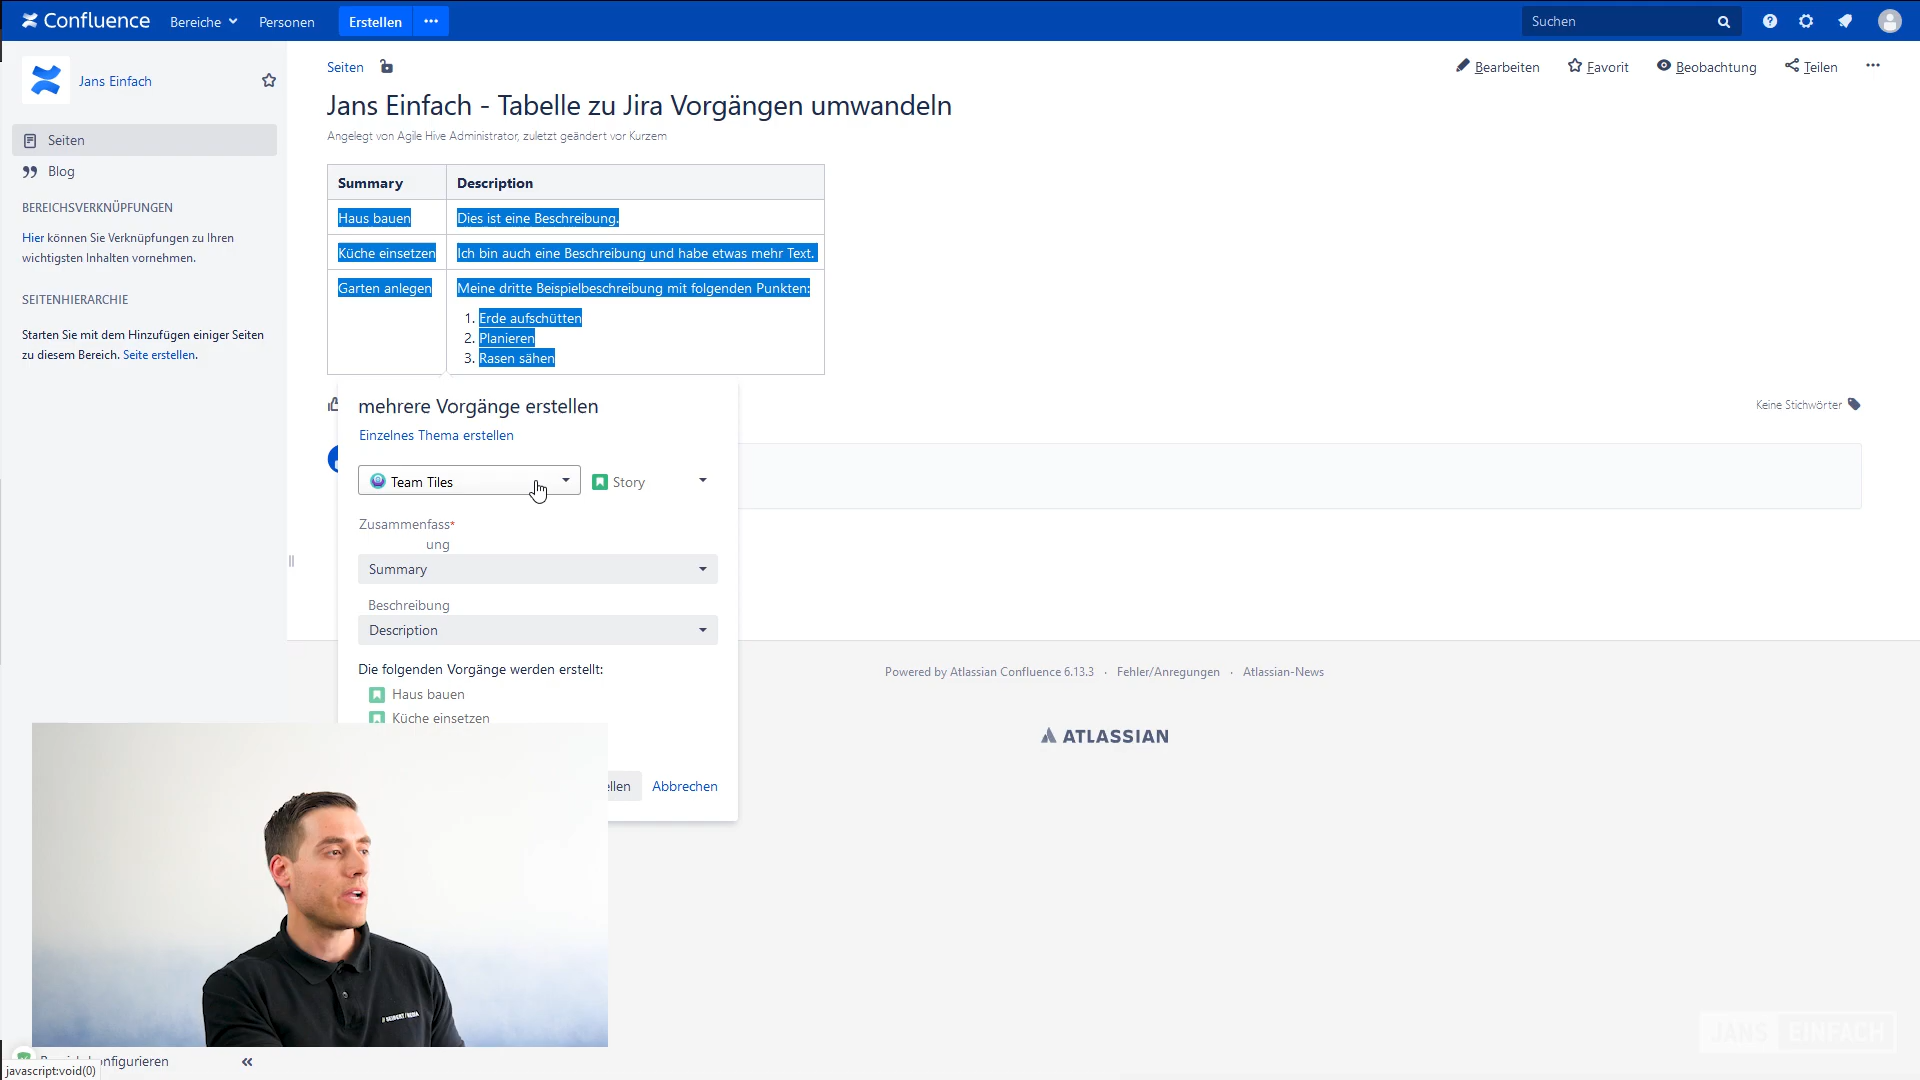 Confluence
Bereiche
Personen
Erstellen
Suchen
Jans Einfach
Seiten
Blog
BEREICHSVERKNÜPFUNGEN
Hier können Sie Verknüpfungen zu Ihren
wichtigsten Inhalten vornehmen.
SEITENHIERARCHIE
Starten Sie mit dem Hinzufügen einiger Seiten
zu diesem Bereich. Seite erstellen.
Seiten
Bearbeiten
Favorit
Beobachtung
Teilen
Jans Einfach - Tabelle zu Jira Vorgängen umwandeln
Angelegt von Agile Hive Administrator, zuletzt geändert vor Kurzem
Summary
Description
Haus bauen
Dies ist eine Beschreibung.
Küche einsetzen
Ich bin auch eine Beschreibung und habe etwas mehr Text.
Garten anlegen
Meine dritte Beispielbeschreibung mit folgenden Punkten:
1. Erde aufschütten
2. Planieren
3. Rasen sähen
mehrere Vorgänge erstellen
Einzelnes Thema erstellen
Team Tiles
Story
Zusammenfass*
ung
Summary
Beschreibung
Description
Die folgenden Vorgänge werden erstellt:
Haus bauen
Küche einsetzen
ellen
Abbrechen
Keine Stichwörter
Powered by Atlassian Confluence 6.13.3 · Fehler/Anregungen · Atlassian-News
ATLASSIAN
// SEIBERT/MEDIA
nfigurieren
javascript:void(0)
JANS EINFACH